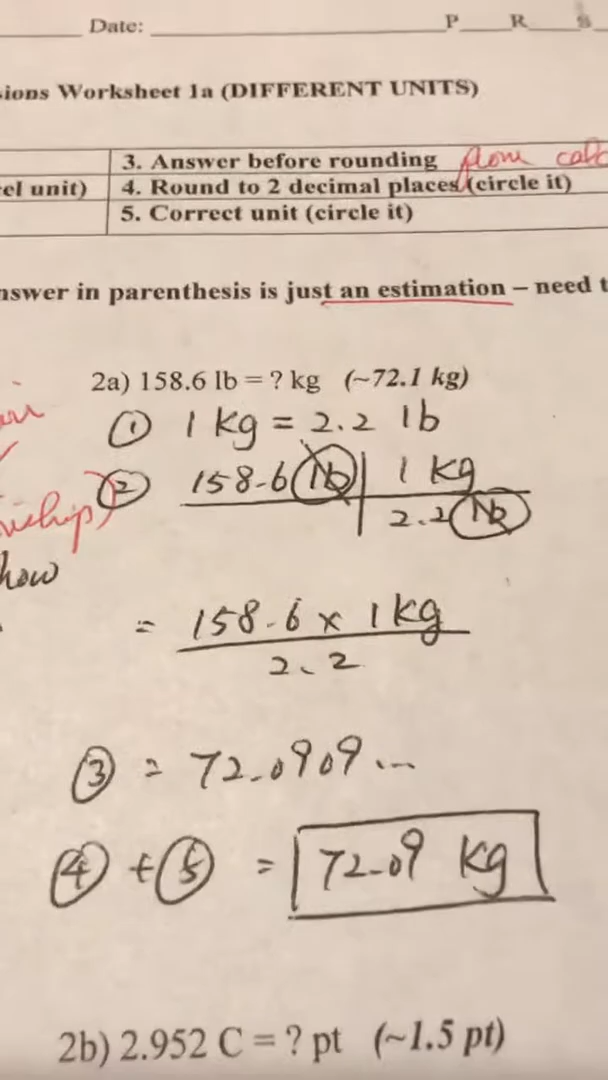 Date: P R S
sions Worksheet 1a (DIFFERENT UNITS)
3. Answer before rounding from calc
el unit) 4. Round to 2 decimal places (circle it)
5. Correct unit (circle it)
nswer in parenthesis is just an estimation – need t
2a) 158.6 lb = ? kg (~72.1 kg)
① 1 kg = 2.2 lb
② 158.6 lb 1 kg
2.2 lb
how
= 158.6 x 1 kg
2.2
③ = 72.0909...
④ + ⑤ = 72.09 kg
2b) 2.952 C = ? pt (~1.5 pt)